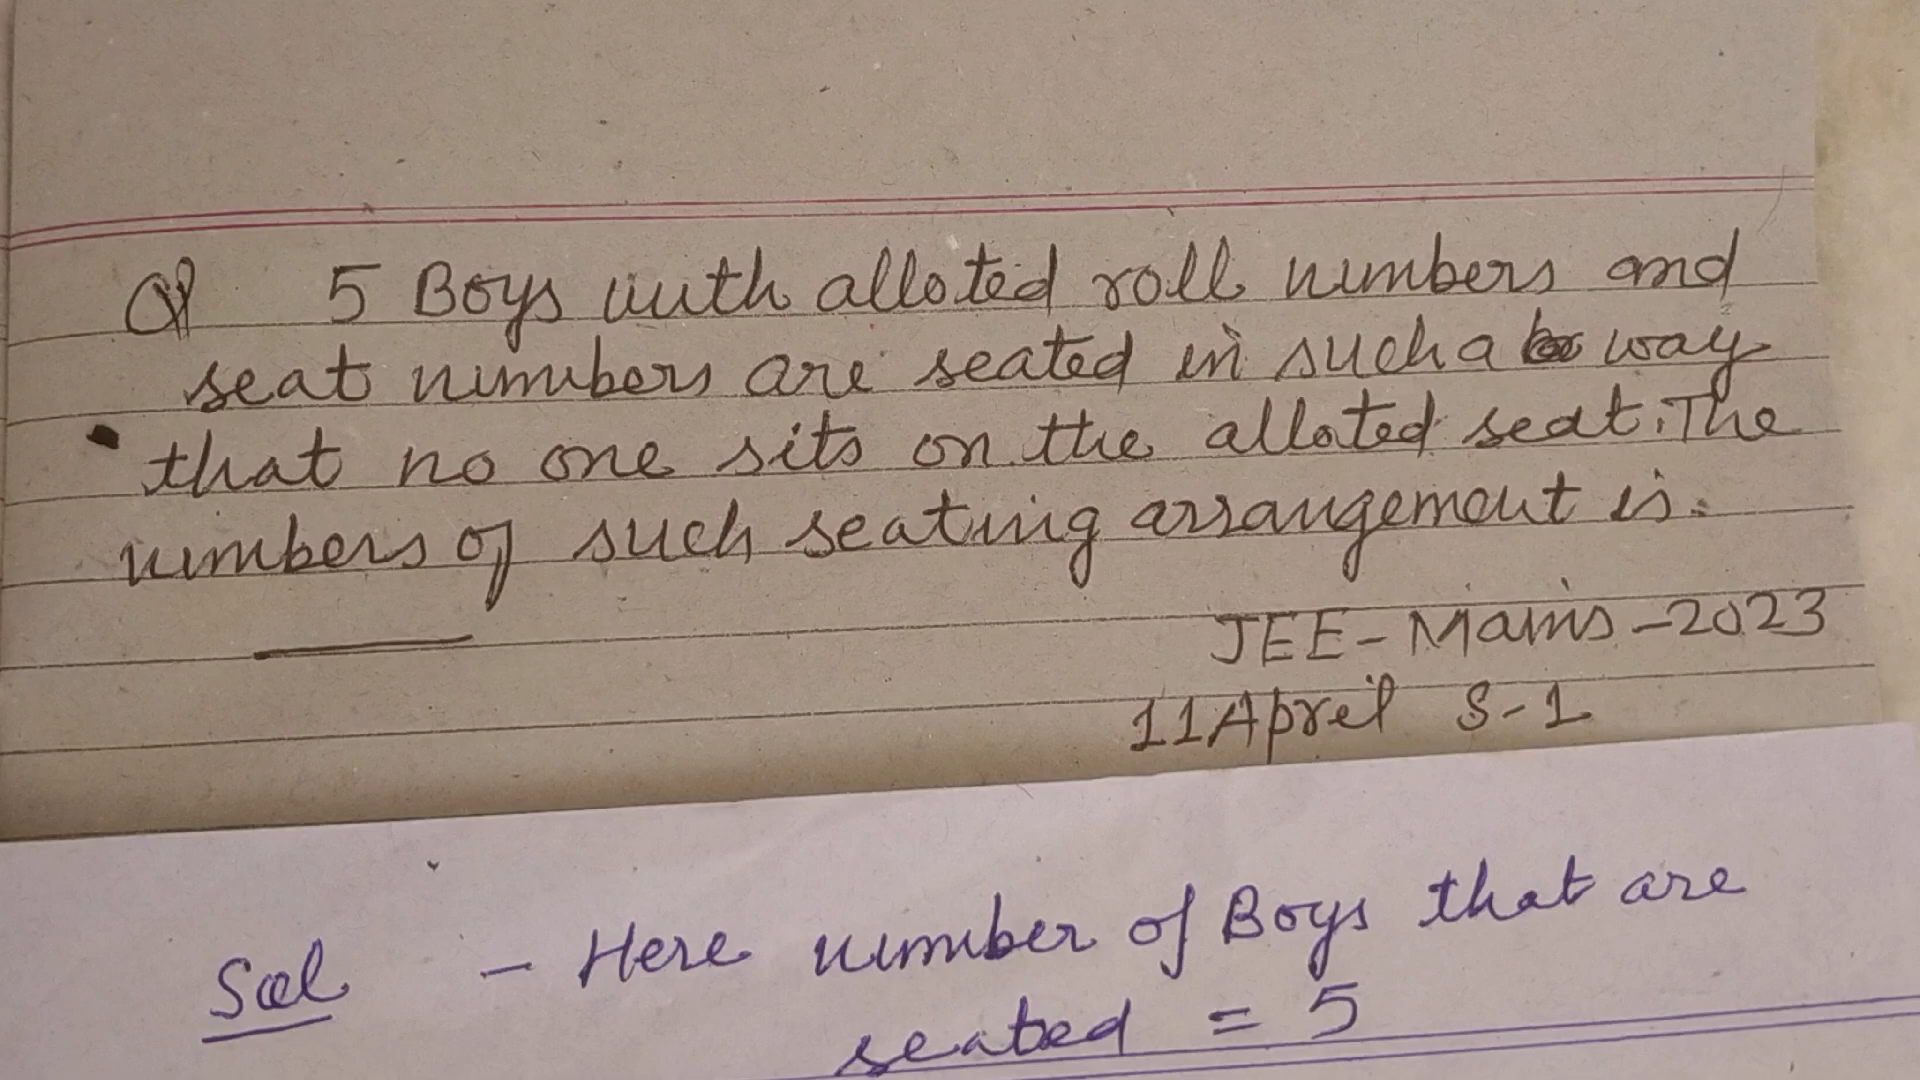 Q 5 Boys with alloted roll numbers and
seat numbers are seated in such a way
that no one sits on the alloted seat. The
numbers of such seating arrangement is.
JEE-Mains-2023
11 April S-1
Sol - Here number of Boys that are
seated = 5